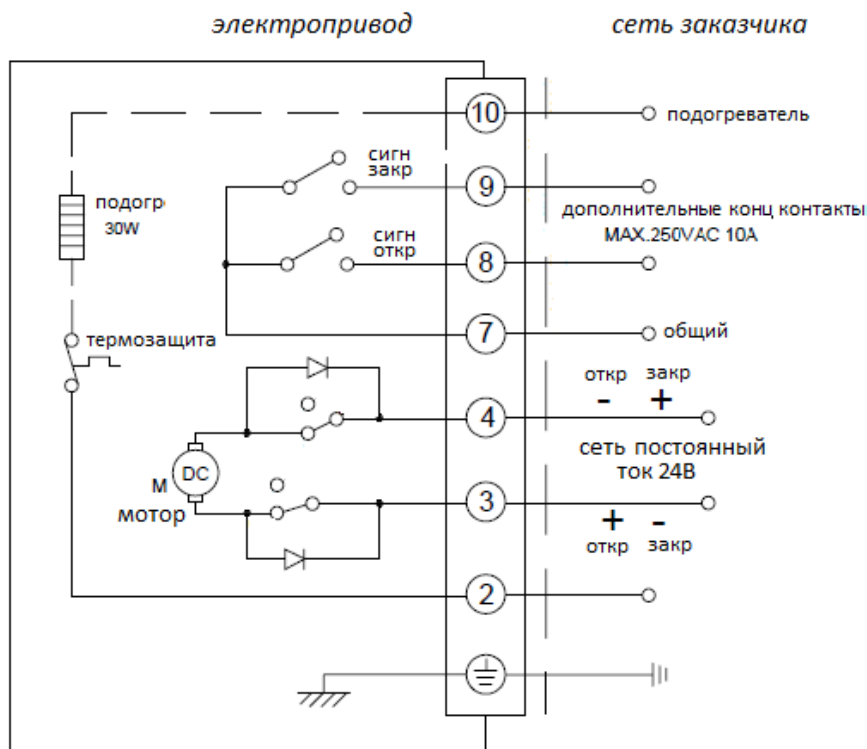 электропривод
сеть заказчика
10
подогреватель
сигн
закр
9
подогр
30W
дополнительные конц контакты
MAX.250VAC 10A
сигн
откр
8
7
общий
термозащита
откр закр
- +
4
сеть постоянный
ток 24В
DC
М
мотор
3
+ -
откр закр
2